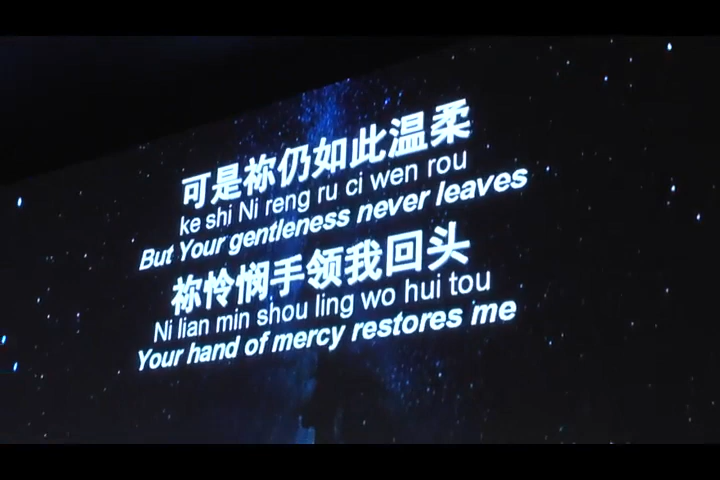 可是祢仍如此温柔
ke shi Ni reng ru ci wen rou
But Your gentleness never leaves
祢怜悯手领我回头
Ni lian min shou ling wo hui tou
Your hand of mercy restores me